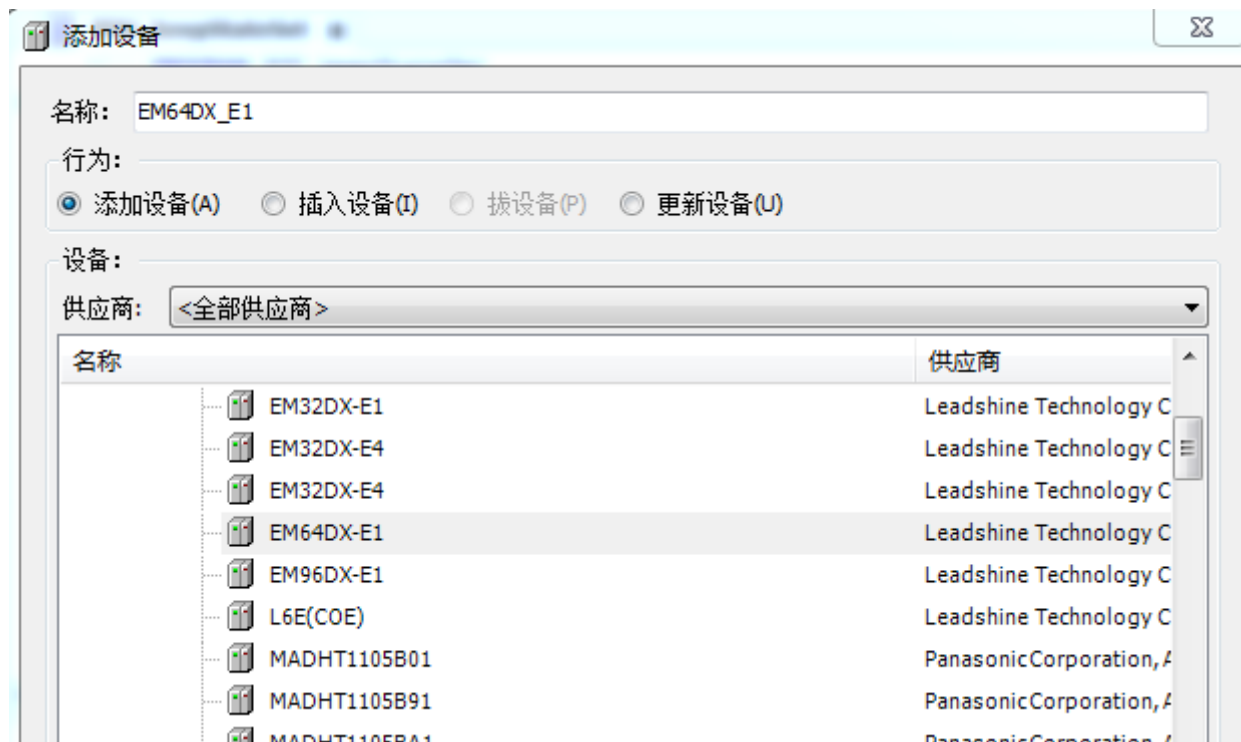 添加设备
名称: EM64DX_E1
行为:
添加设备(A) 插入设备(I) 拔设备(P) 更新设备(U)
设备:
供应商: <全部供应商>
名称 供应商
EM32DX-E1 Leadshine Technology C
EM32DX-E4 Leadshine Technology C
EM32DX-E4 Leadshine Technology C
EM64DX-E1 Leadshine Technology C
EM96DX-E1 Leadshine Technology C
L6E(COE) Leadshine Technology C
MADHT1105B01 PanasonicCorporation, A
MADHT1105B91 PanasonicCorporation, A
MADHT1105BA1 PanasonicCorporation, A